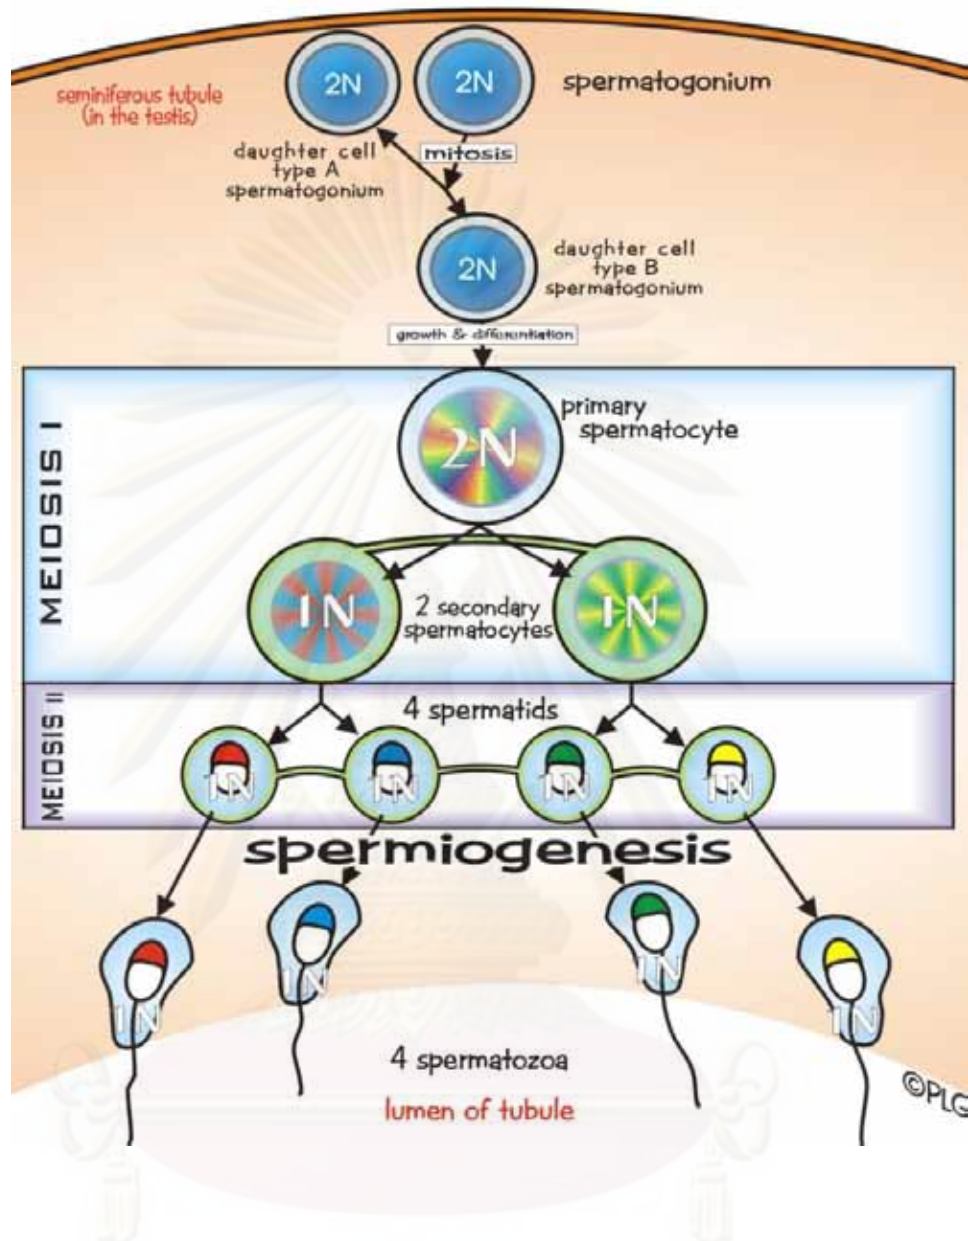 2N
2N
spermatogonium
seminiferous tubule
(in the testis)
daughter cell
type A
spermatogonium
mitosis
2N
daughter cell
type B
spermatogonium
growth & differentiation
MEIOSIS I
2N
primary
spermatocyte
1N
2 secondary
spermatocytes
1N
MEIOSIS II
4 spermatids
1N
1N
1N
1N
spermiogenesis
1N
1N
1N
1N
4 spermatozoa
lumen of tubule
©PLG